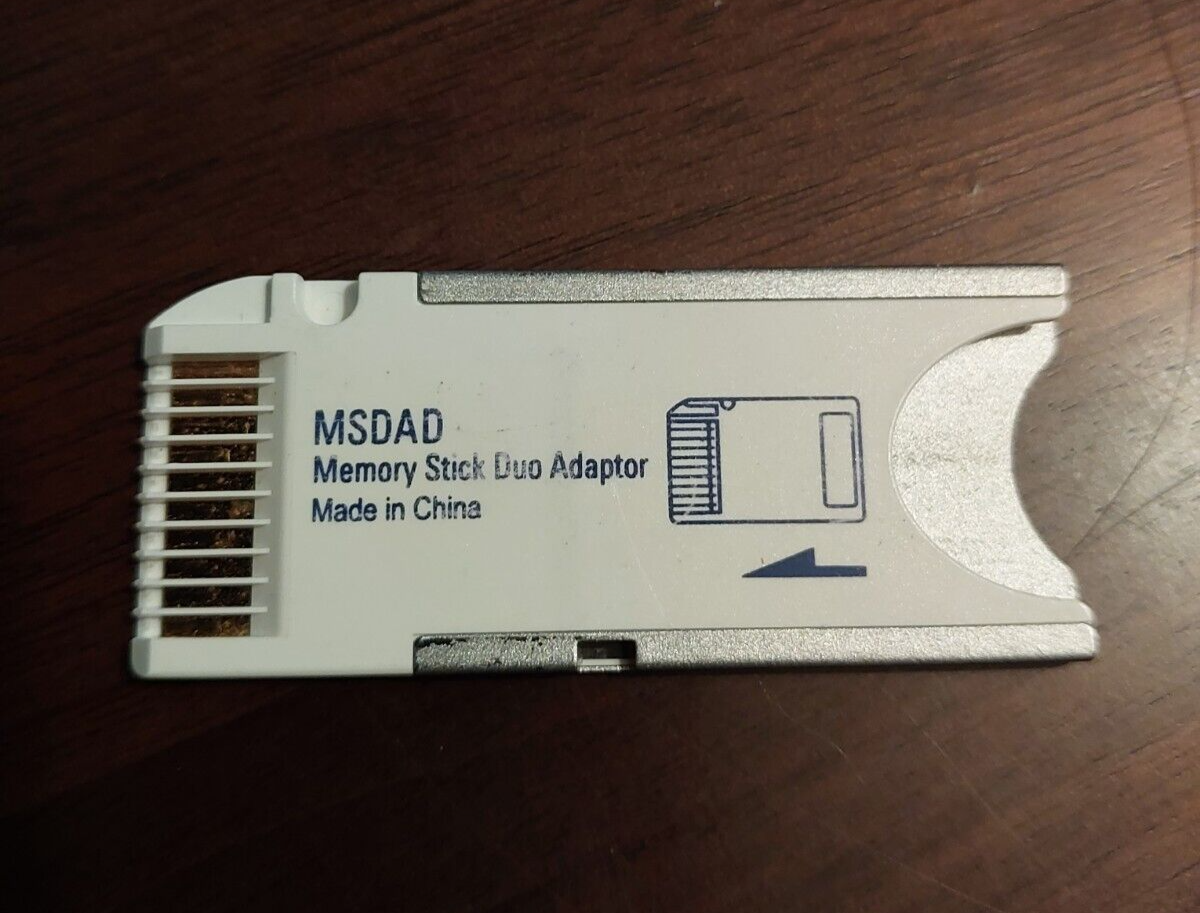 MSDAD
Memory Stick Duo Adaptor
Made in China